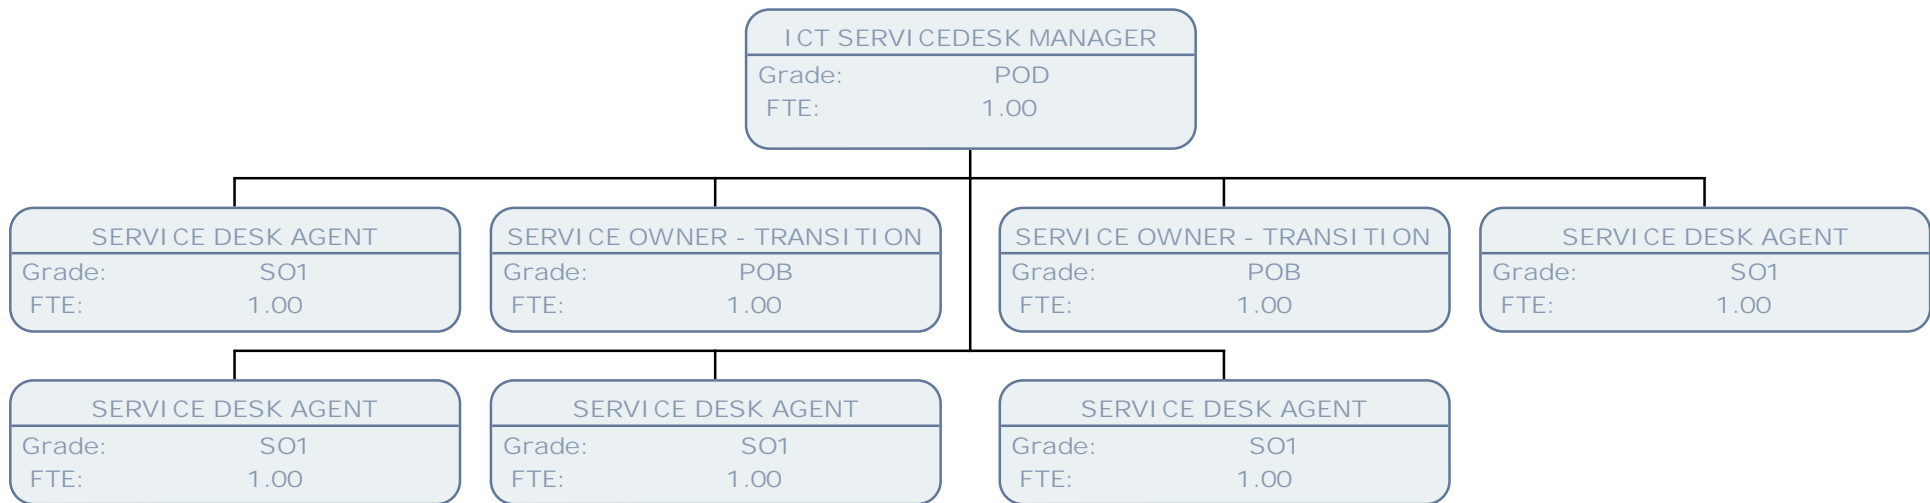 ICT SERVICEDESK MANAGER
Grade: POD
FTE: 1.00
SERVICE DESK AGENT
Grade: SO1
FTE: 1.00
SERVICE OWNER - TRANSITION
Grade: POB
FTE: 1.00
SERVICE OWNER - TRANSITION
Grade: POB
FTE: 1.00
SERVICE DESK AGENT
Grade: SO1
FTE: 1.00
SERVICE DESK AGENT
Grade: SO1
FTE: 1.00
SERVICE DESK AGENT
Grade: SO1
FTE: 1.00
SERVICE DESK AGENT
Grade: SO1
FTE: 1.00